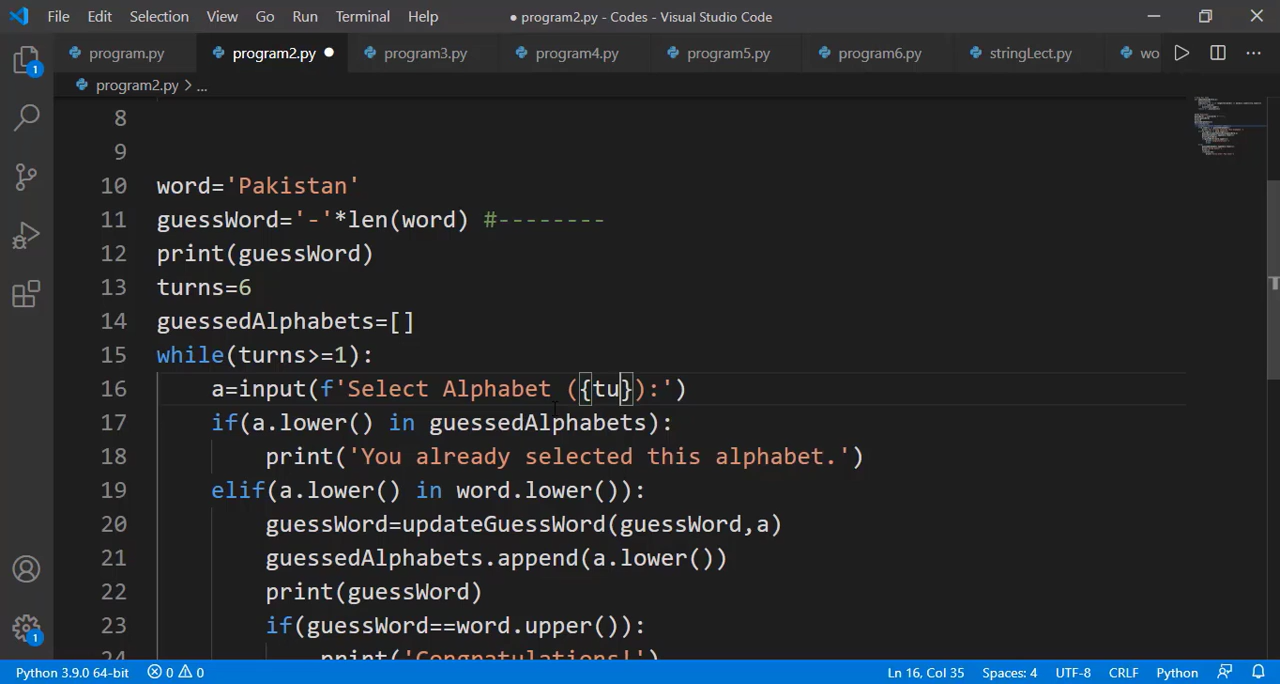 File Edit Selection View Go Run Terminal Help ● program2.py - Codes - Visual Studio Code
program.py program2.py program3.py program4.py program5.py program6.py stringLect.py wo
program2.py > ...
8
9
10 word='Pakistan'
11 guessWord='-'*len(word) #--------
12 print(guessWord)
13 turns=6
14 guessedAlphabets=[]
15 while(turns>=1):
16 a=input(f'Select Alphabet ({tu}):')
17 if(a.lower() in guessedAlphabets):
18 print('You already selected this alphabet.')
19 elif(a.lower() in word.lower()):
20 guessWord=updateGuessWord(guessWord,a)
21 guessedAlphabets.append(a.lower())
22 print(guessWord)
23 if(guessWord==word.upper()):
24 print('Congratulations!')
1
1
Python 3.9.0 64-bit 0 0 Ln 16, Col 35 Spaces: 4 UTF-8 CRLF Python